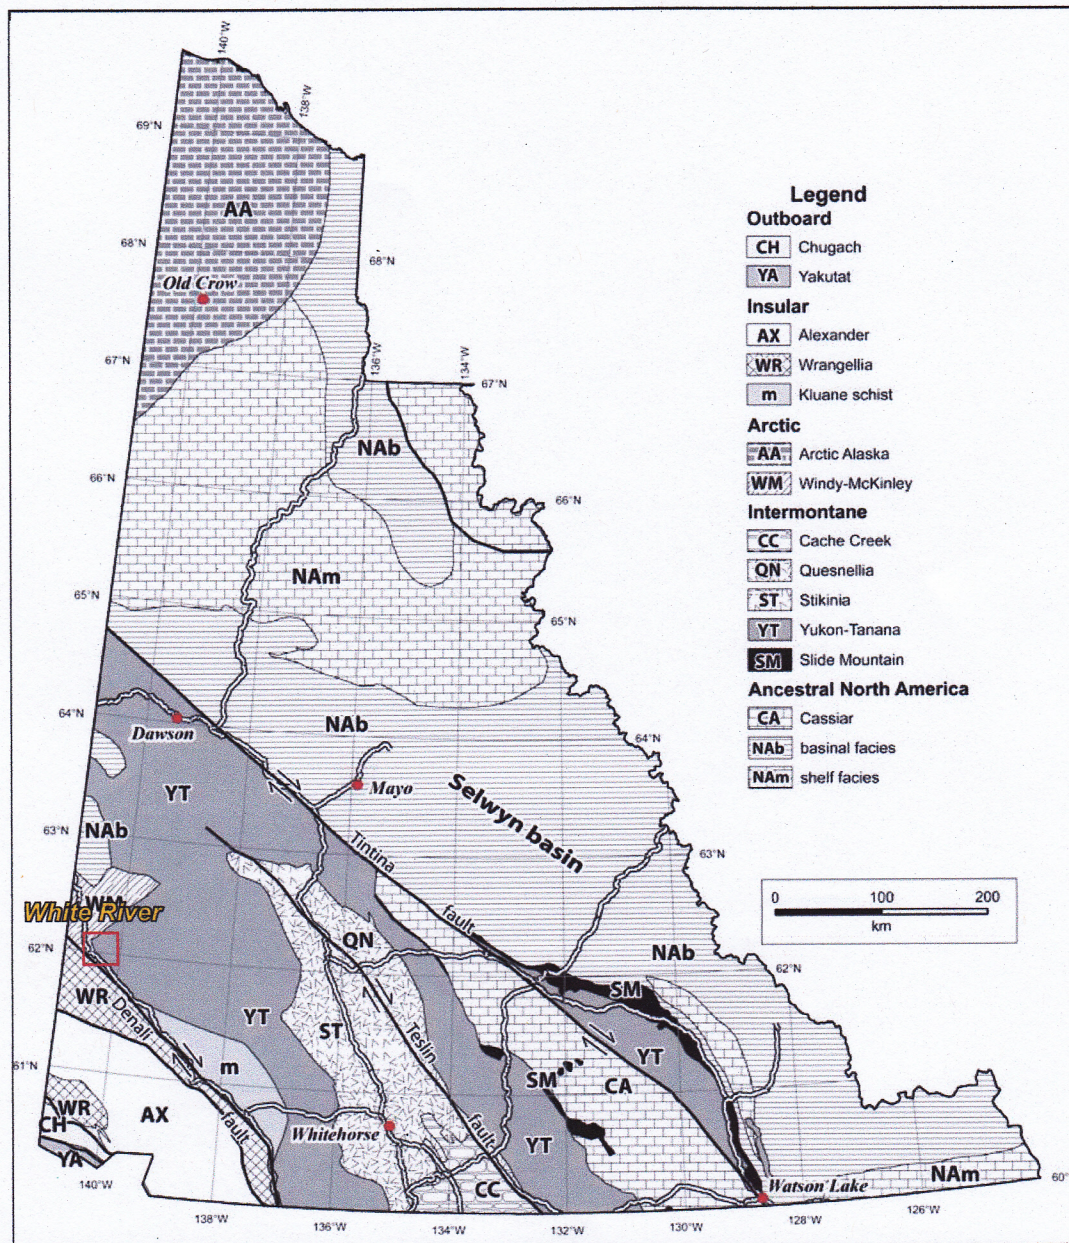 140°W
138°W
69°N
AA
68°N
68°N
Old Crow
67°N
136°W
134°W
67°N
NAb
66°N
66°N
NAm
65°N
65°N
64°N
Dawson
NAb
64°N
YT
Mayo
Selwyn basin
NAb
63°N
Tintina
63°N
WM
White River
fault
QN
62°N
NAb
62°N
WR
SM
Denali
YT
ST
Teslin
YT
61°N
m
SM
CA
WR
AX
CH
fault
Whitehorse
fault
YT
YA
CC
Watson Lake
NAm
60°
140°W
138°W
136°W
134°W
132°W
130°W
128°W
126°W
Legend
Outboard
CH Chugach
YA Yakutat
Insular
AX Alexander
WR Wrangellia
m Kluane schist
Arctic
AA Arctic Alaska
WM Windy-McKinley
Intermontane
CC Cache Creek
QN Quesnellia
ST Stikinia
YT Yukon-Tanana
SM Slide Mountain
Ancestral North America
CA Cassiar
NAb basinal facies
NAm shelf facies
0 100 200
km